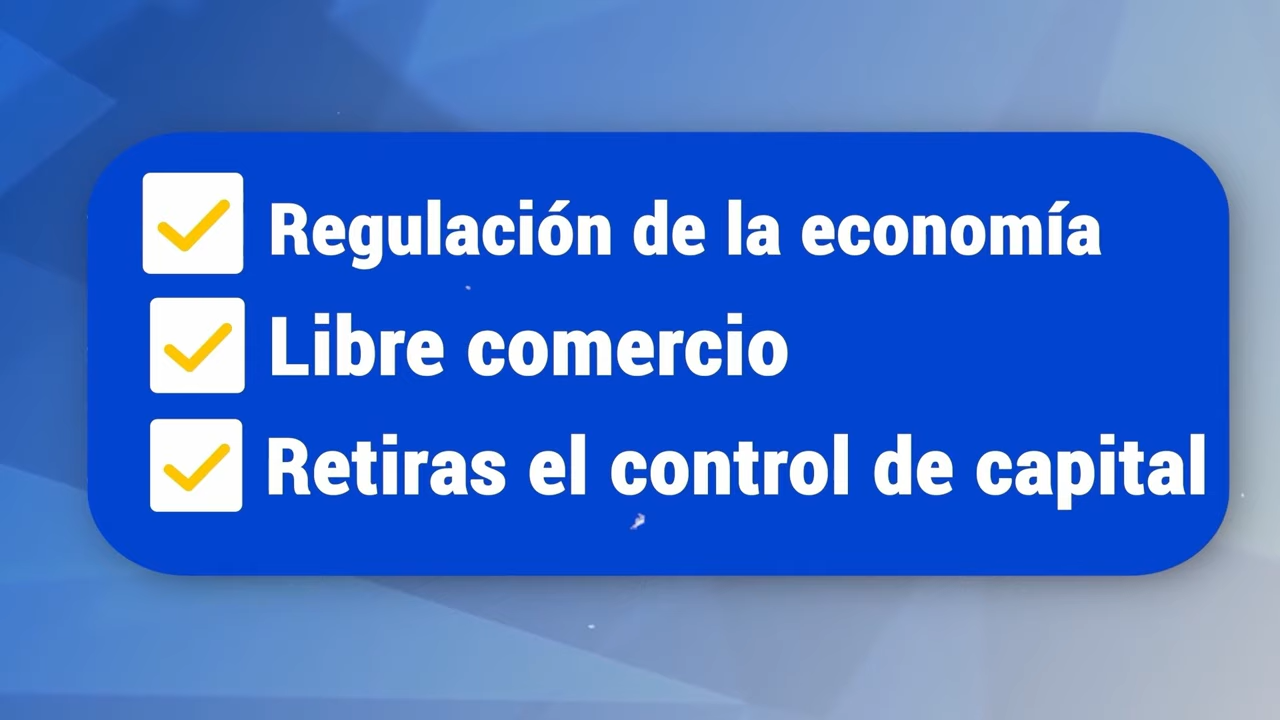 Regulación de la economía
Libre comercio
Retiras el control de capital